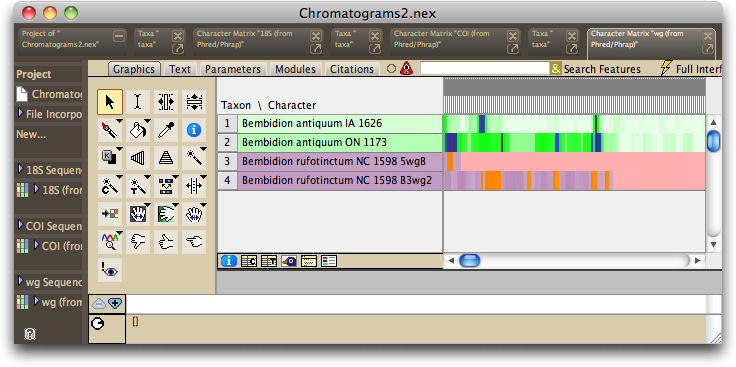 Chromatograms2.nex
Project of "
Chromatograms2.nex"
Taxa "
taxa"
Character Matrix "18S (from
Phred/Phrap)"
Taxa "
taxa"
Character Matrix "COI (from
Phred/Phrap)"
Taxa "
taxa"
Character Matrix "wg (from
Phred/Phrap)"
Project
Chromatog
File Incorpo
New...
18S Sequen
18S (from
COI Sequen
COI (from
wg Sequenc
wg (from
Graphics
Text
Parameters
Modules
Citations
& Search Features
Full Interf
Taxon \ Character
1 Bembidion antiquum IA 1626
2 Bembidion antiquum ON 1173
3 Bembidion rufotinctum NC 1598 5wgB
4 Bembidion rufotinctum NC 1598 B3wg2
[]